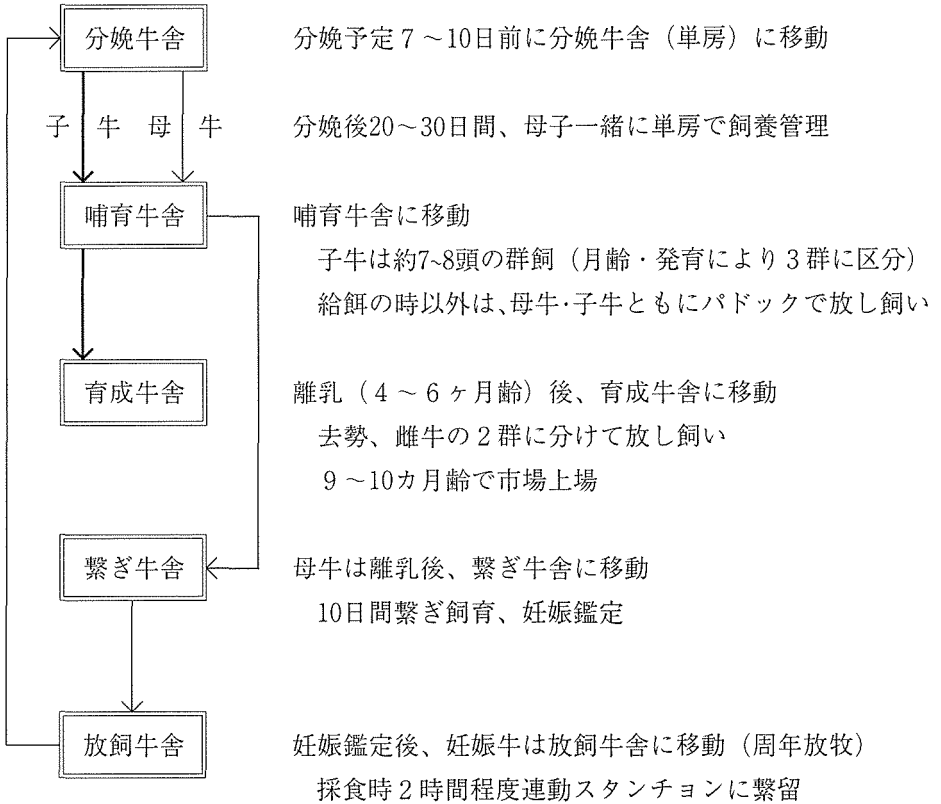 分娩牛舎 分娩予定7～10日前に分娩牛舎（単房）に移動
子牛 母牛 分娩後20～30日間、母子一緒に単房で飼養管理
哺育牛舎 哺育牛舎に移動
子牛は約7~8頭の群飼（月齢・発育により3群に区分）
給餌の時以外は、母牛・子牛ともにパドックで放し飼い
育成牛舎 離乳（4～6ヶ月齢）後、育成牛舎に移動
去勢、雌牛の2群に分けて放し飼い
9～10カ月齢で市場上場
繋ぎ牛舎 母牛は離乳後、繋ぎ牛舎に移動
10日間繋ぎ飼育、妊娠鑑定
放飼牛舎 妊娠鑑定後、妊娠牛は放飼牛舎に移動（周年放牧）
採食時2時間程度連動スタンチョンに繋留